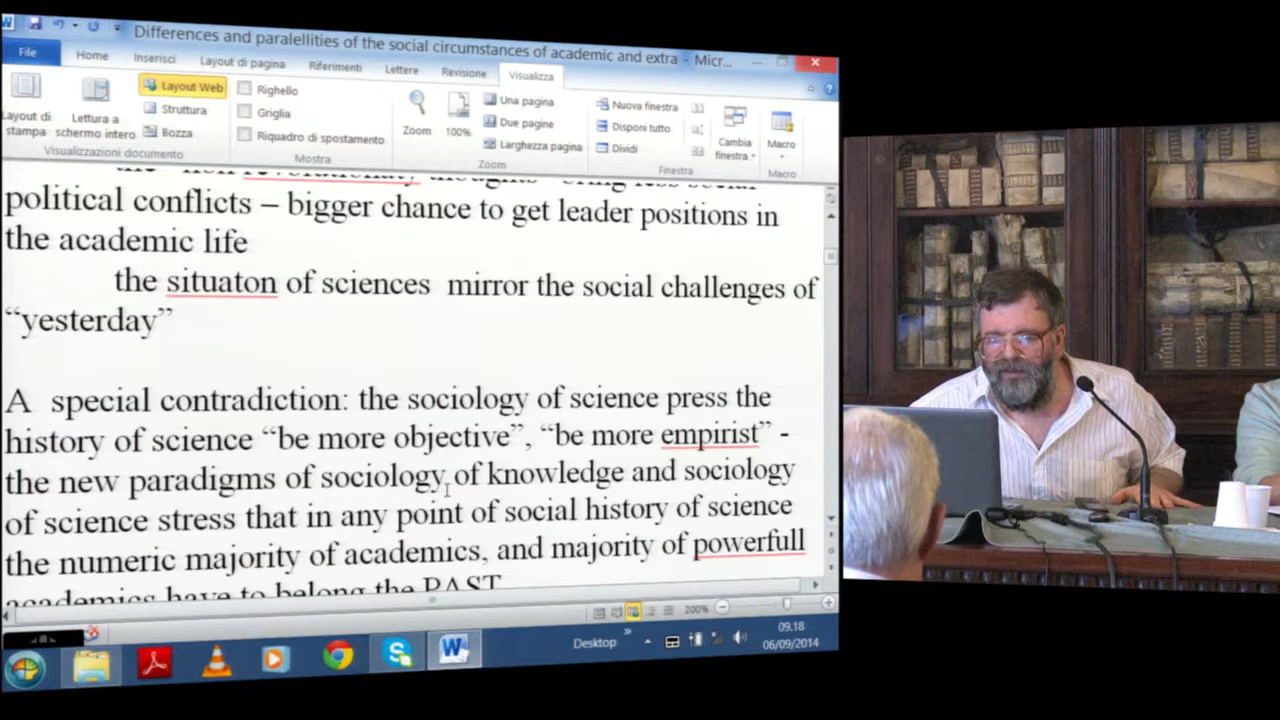 Differences and paralellities of the social circumstances of academic and extra - Micr...
File Home Inserisci Layout di pagina Riferimenti Lettere Revisione Visualizza
Layout di stampa
Lettura a schermo intero
Layout Web
Struttura
Bozza
Visualizzazioni documento
Righello
Griglia
Riquadro di spostamento
Mostra
Zoom
100%
Una pagina
Due pagine
Larghezza pagina
Zoom
Nuova finestra
Disponi tutto
Dividi
Cambia finestra
Finestra
Macro
Macro
political conflicts – bigger chance to get leader positions in
the academic life
the situaton of sciences mirror the social challenges of
“yesterday”
A special contradiction: the sociology of science press the
history of science “be more objective”, “be more empirist” -
the new paradigms of sociology of knowledge and sociology
of science stress that in any point of social history of science
the numeric majority of academics, and majority of powerfull
academics have to belong the PAST
200%
Desktop
09.18
06/09/2014